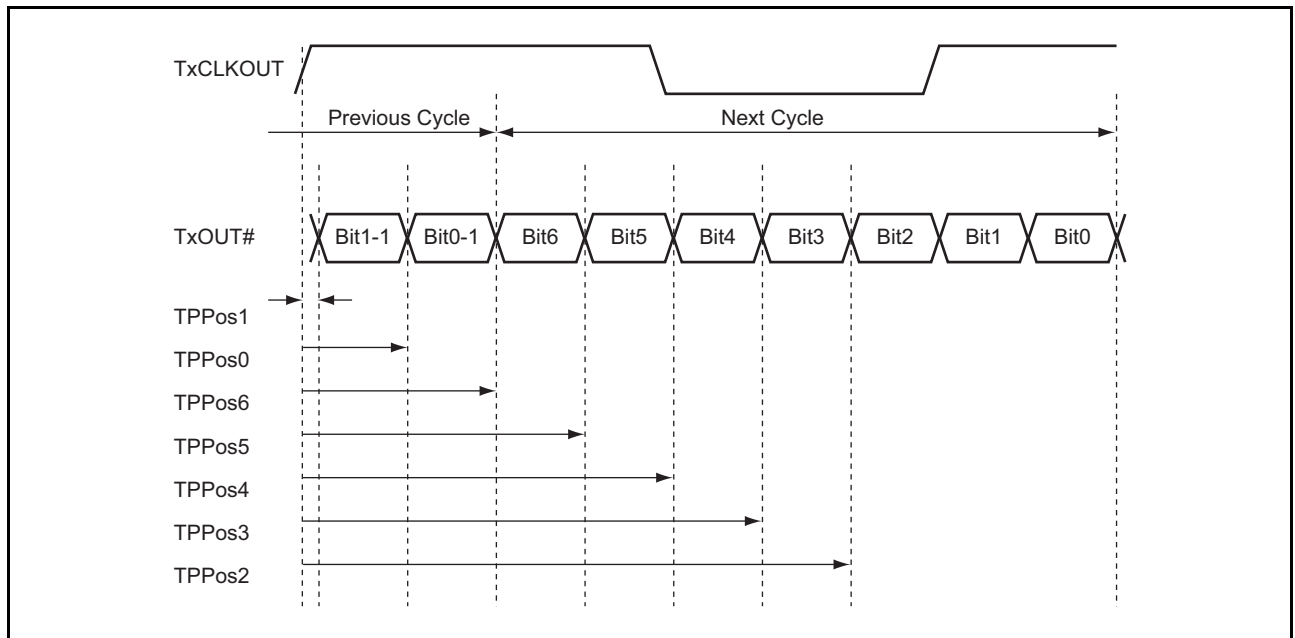 TxCLKOUT
Previous Cycle Next Cycle
TxOUT# Bit1-1 Bit0-1 Bit6 Bit5 Bit4 Bit3 Bit2 Bit1 Bit0
TPPos1
TPPos0
TPPos6
TPPos5
TPPos4
TPPos3
TPPos2